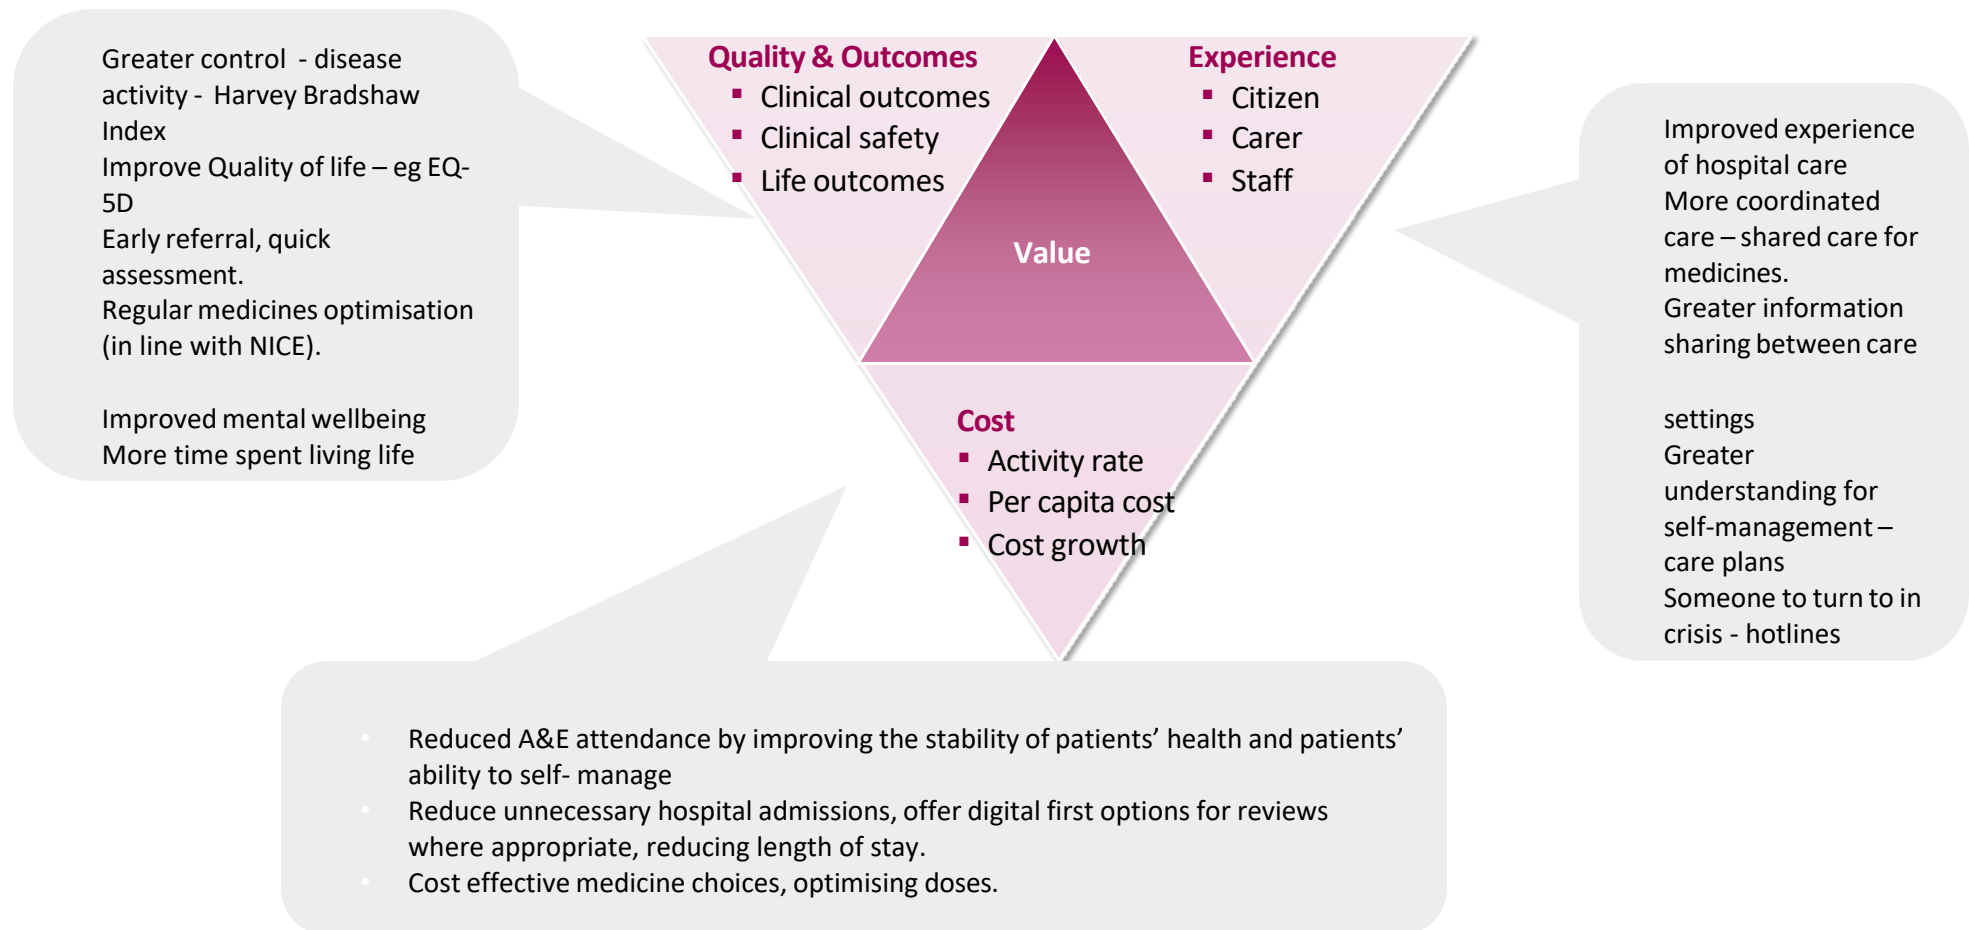 Greater control - disease
activity - Harvey Bradshaw
Index
Improve Quality of life – eg EQ-
5D
Early referral, quick
assessment.
Regular medicines optimisation
(in line with NICE).
Improved mental wellbeing
More time spent living life
Quality & Outcomes
▪ Clinical outcomes
▪ Clinical safety
▪ Life outcomes
Experience
▪ Citizen
▪ Carer
▪ Staff
Value
Cost
▪ Activity rate
▪ Per capita cost
▪ Cost growth
Improved experience
of hospital care
More coordinated
care – shared care for
medicines.
Greater information
sharing between care
settings
Greater
understanding for
self-management –
care plans
Someone to turn to in
crisis - hotlines
• Reduced A&E attendance by improving the stability of patients’ health and patients’
ability to self- manage
• Reduce unnecessary hospital admissions, offer digital first options for reviews
where appropriate, reducing length of stay.
• Cost effective medicine choices, optimising doses.